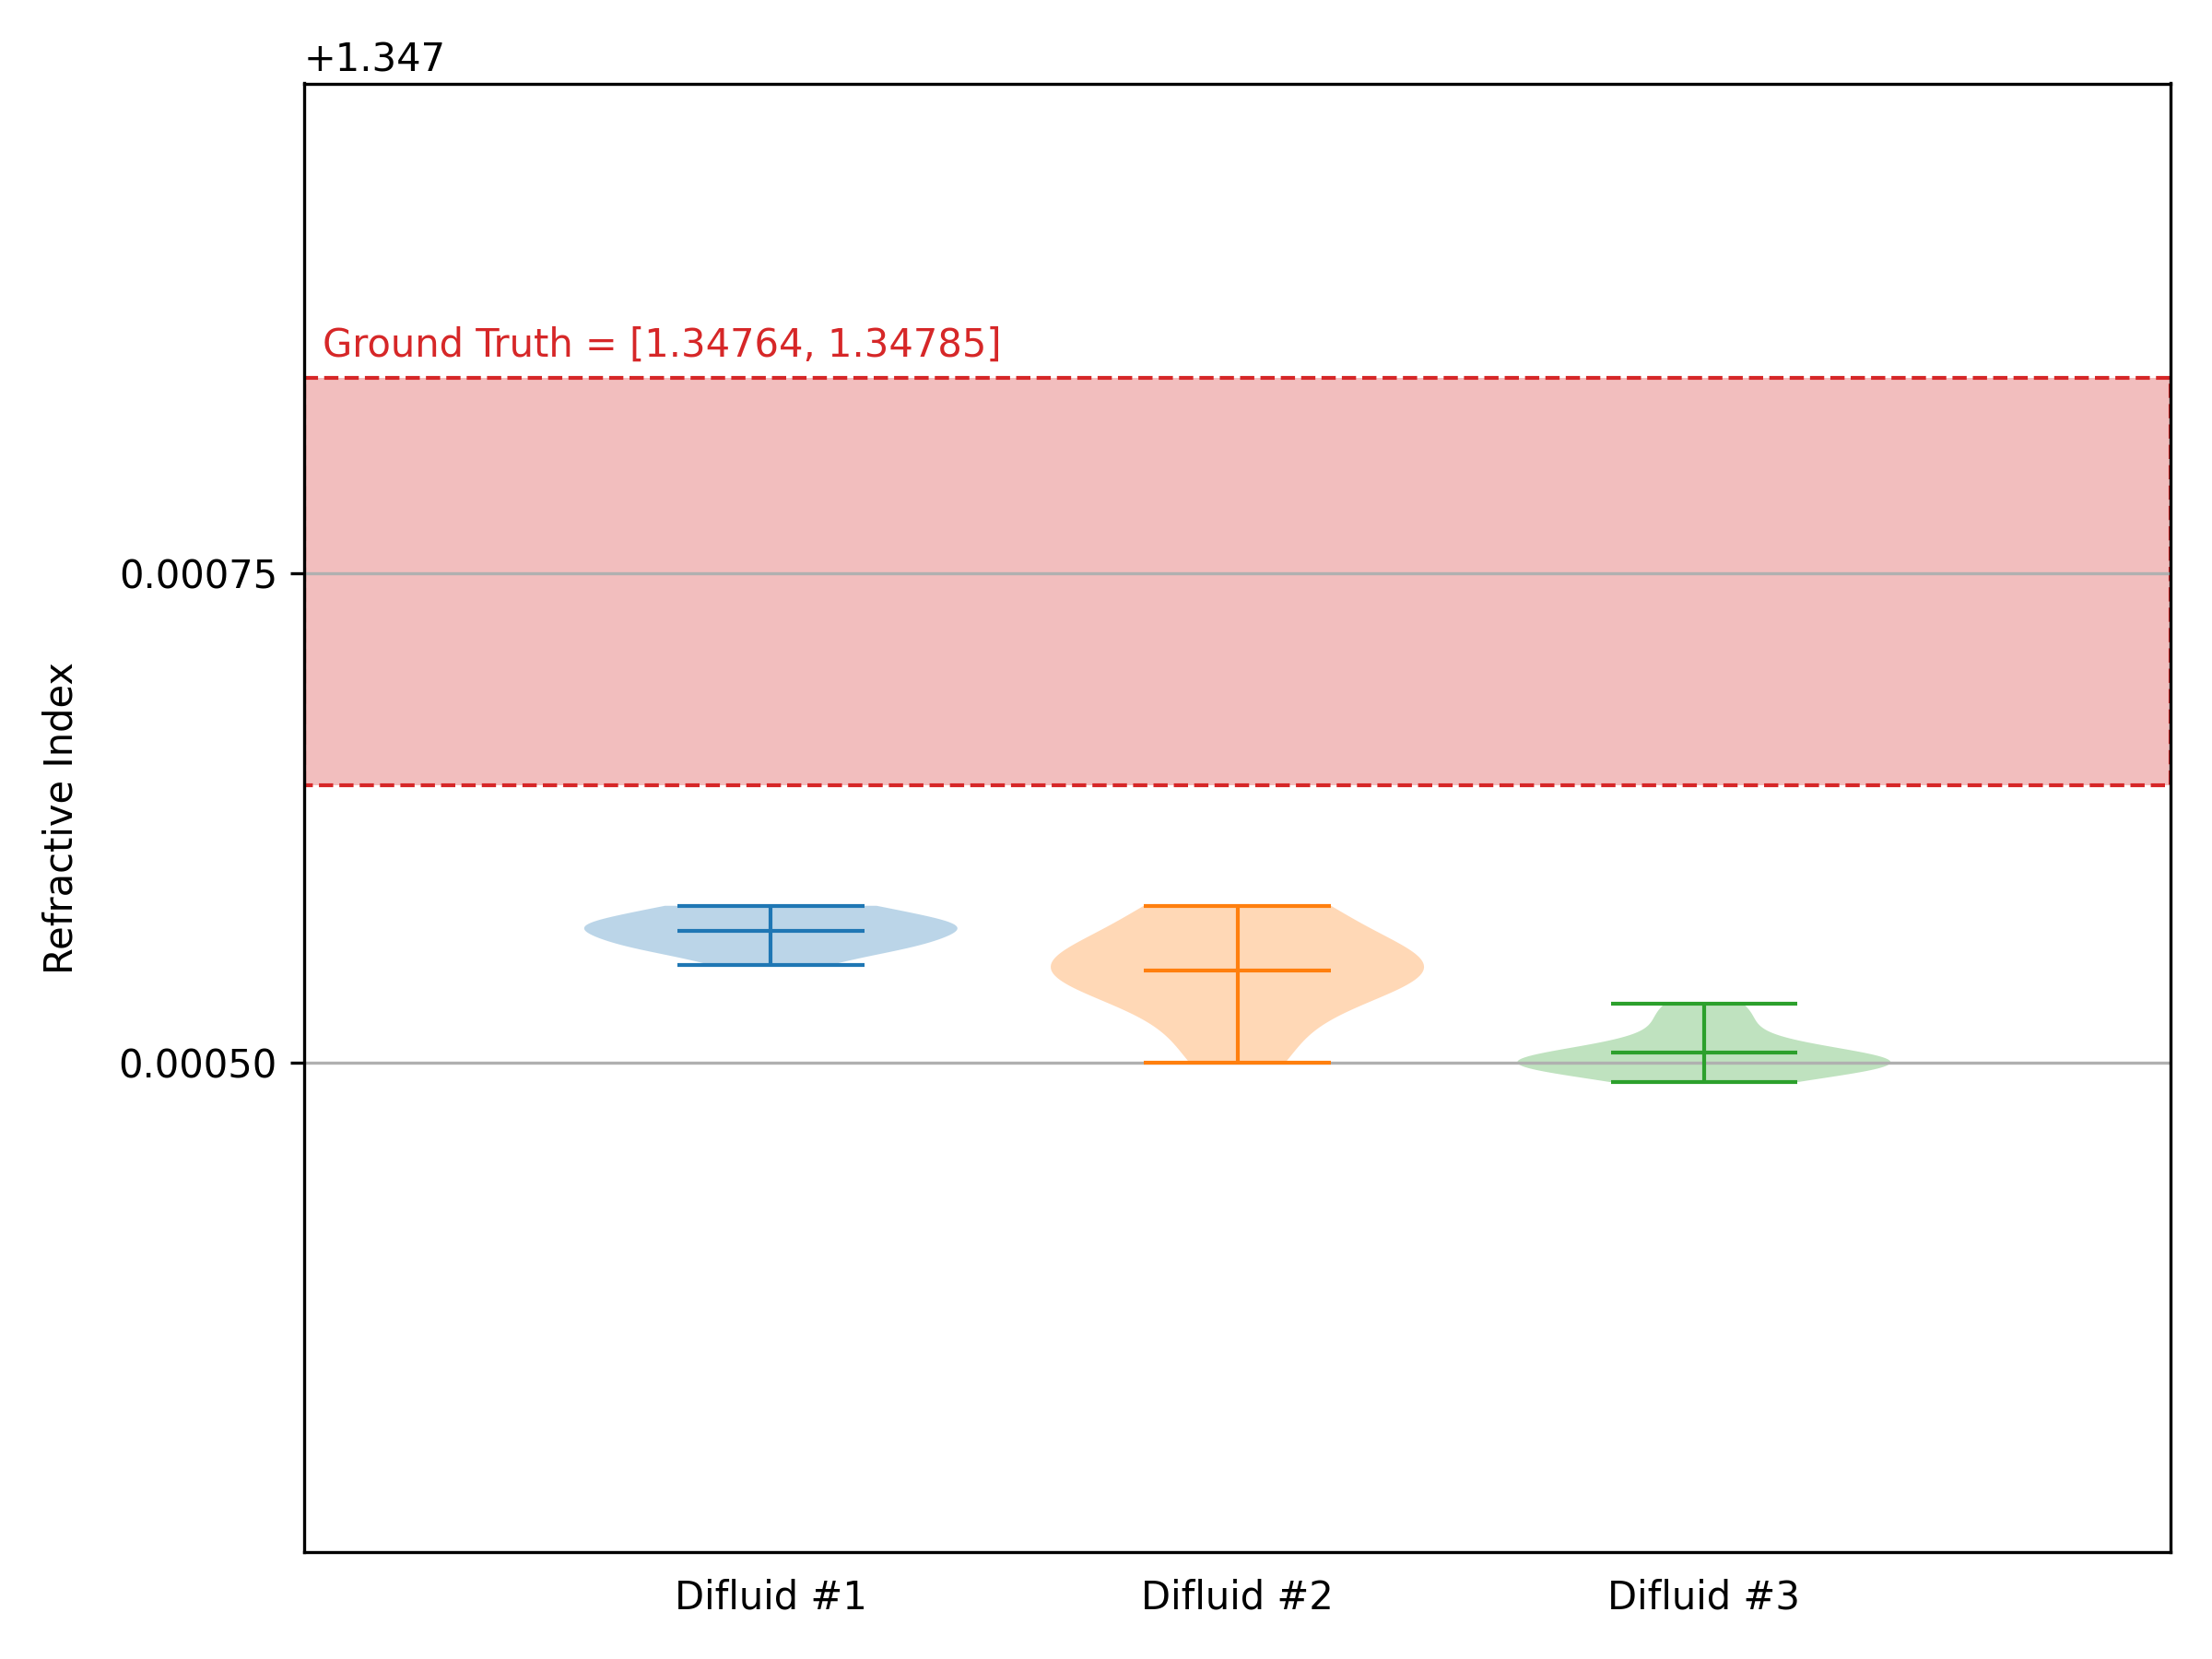 +1.347
Ground Truth = [1.34764, 1.34785]
0.00075
0.00050
Refractive Index
Difluid #1
Difluid #2
Difluid #3